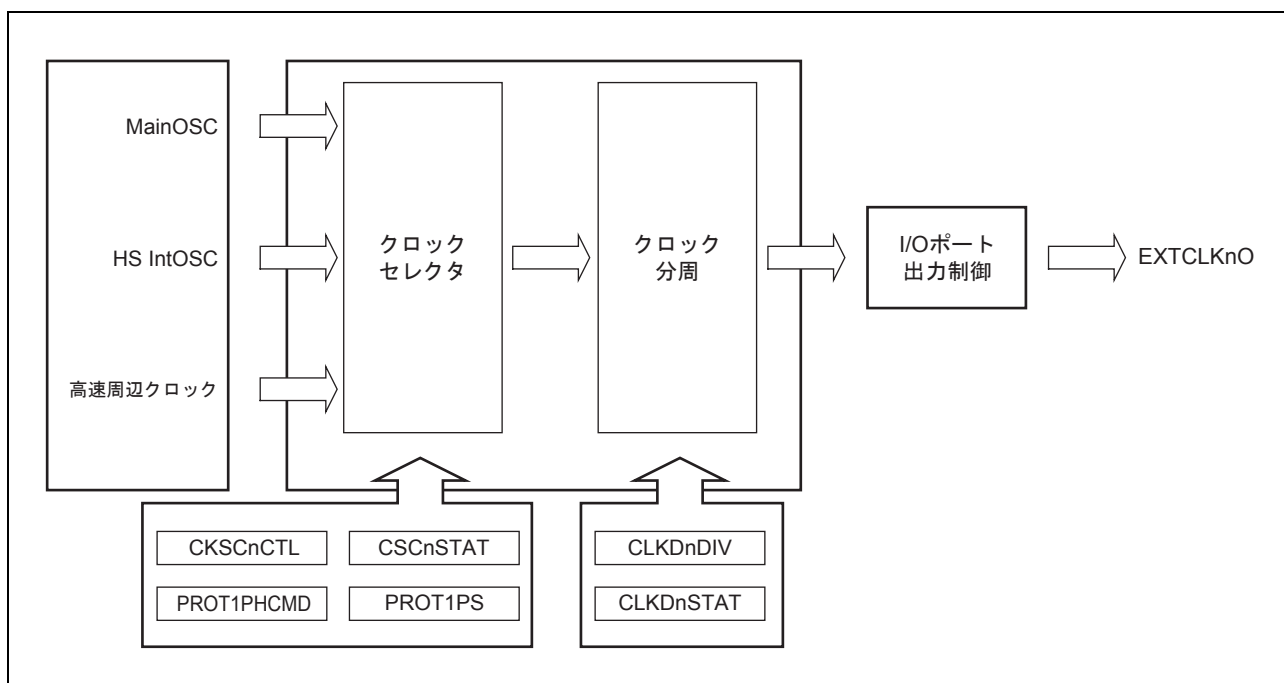 MainOSC
HS IntOSC
高速周辺クロック
クロック
セレクタ
クロック
分周
I/Oポート
出力制御
EXTCLKnO
CKSCnCTL
CSCnSTAT
PROT1PHCMD
PROT1PS
CLKDnDIV
CLKDnSTAT